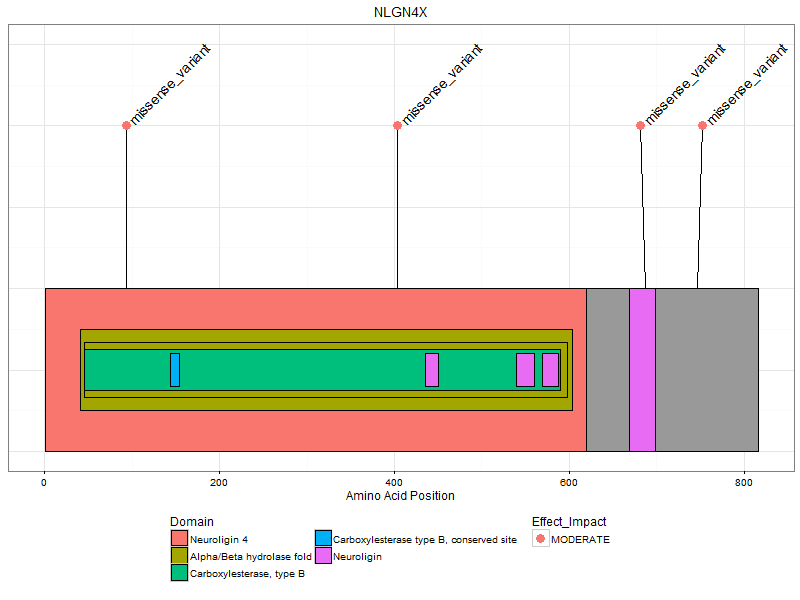 NLGN4X
missense_variant
missense_variant
missense_variant
missense_variant
0
200
400
600
800
Amino Acid Position
Domain
Neuroligin 4
Alpha/Beta hydrolase fold
Carboxylesterase, type B
Carboxylesterase type B, conserved site
Neuroligin
Effect_Impact
MODERATE